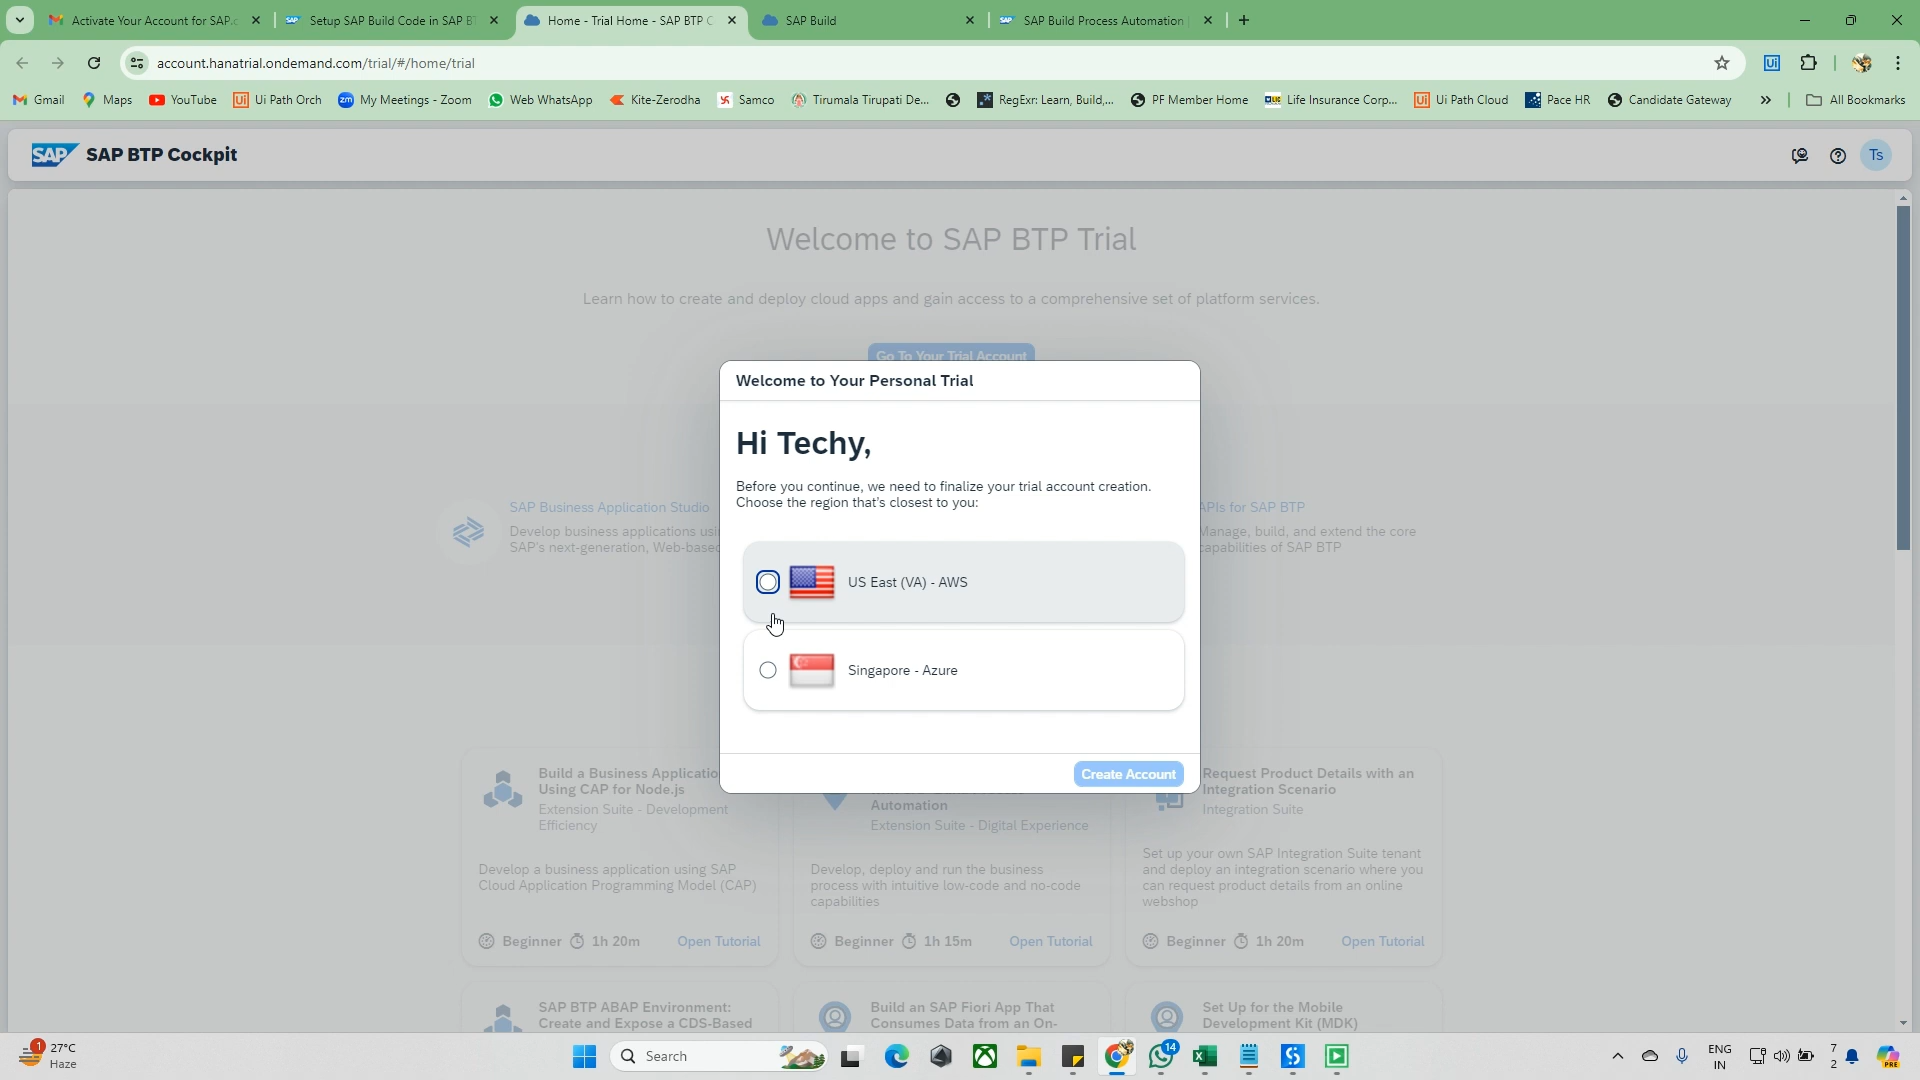 Activate Your Account for SAP.c
Setup SAP Build Code in SAP BT
Home - Trial Home - SAP BTP C
SAP Build
SAP Build Process Automation
account.hanatrial.ondemand.com/trial/#/home/trial
Gmail
Maps
YouTube
Ui Path Orch
My Meetings - Zoom
Web WhatsApp
Kite-Zerodha
Samco
Tirumala Tirupati De...
RegExr: Learn, Build,...
PF Member Home
Life Insurance Corp...
Ui Path Cloud
Pace HR
Candidate Gateway
All Bookmarks
SAP SAP BTP Cockpit
Ts
Welcome to SAP BTP Trial
Learn how to create and deploy cloud apps and gain access to a comprehensive set of platform services.
Go To Your Trial Account
Welcome to Your Personal Trial
Hi Techy,
Before you continue, we need to finalize your trial account creation.
Choose the region that's closest to you:
US East (VA) - AWS
Singapore - Azure
Create Account
SAP Business Application Studio
Develop business applications
SAP's next-generation, Web-based
APIs for SAP BTP
Manage, build, and extend the core
capabilities of SAP BTP
Build a Business Applicatio
Using CAP for Node.js
Extension Suite - Development
Efficiency
Develop a business application using SAP
Cloud Application Programming Model (CAP)
Beginner 1h 20m Open Tutorial
Automation
Extension Suite - Digital Experience
Develop, deploy and run the business
process with intuitive low-code and no-code
capabilities
Beginner 1h 15m Open Tutorial
Request Product Details with an
Integration Scenario
Integration Suite
Set up your own SAP Integration Suite tenant
and deploy an integration scenario where you
can request product details from an online
webshop
Beginner 1h 20m Open Tutorial
SAP BTP ABAP Environment:
Create and Expose a CDS-Based
Build an SAP Fiori App That
Consumes Data from an On-
Set Up for the Mobile
Development Kit (MDK)
1
27°C
Haze
Search
14
ENG
IN
7
2
PRE